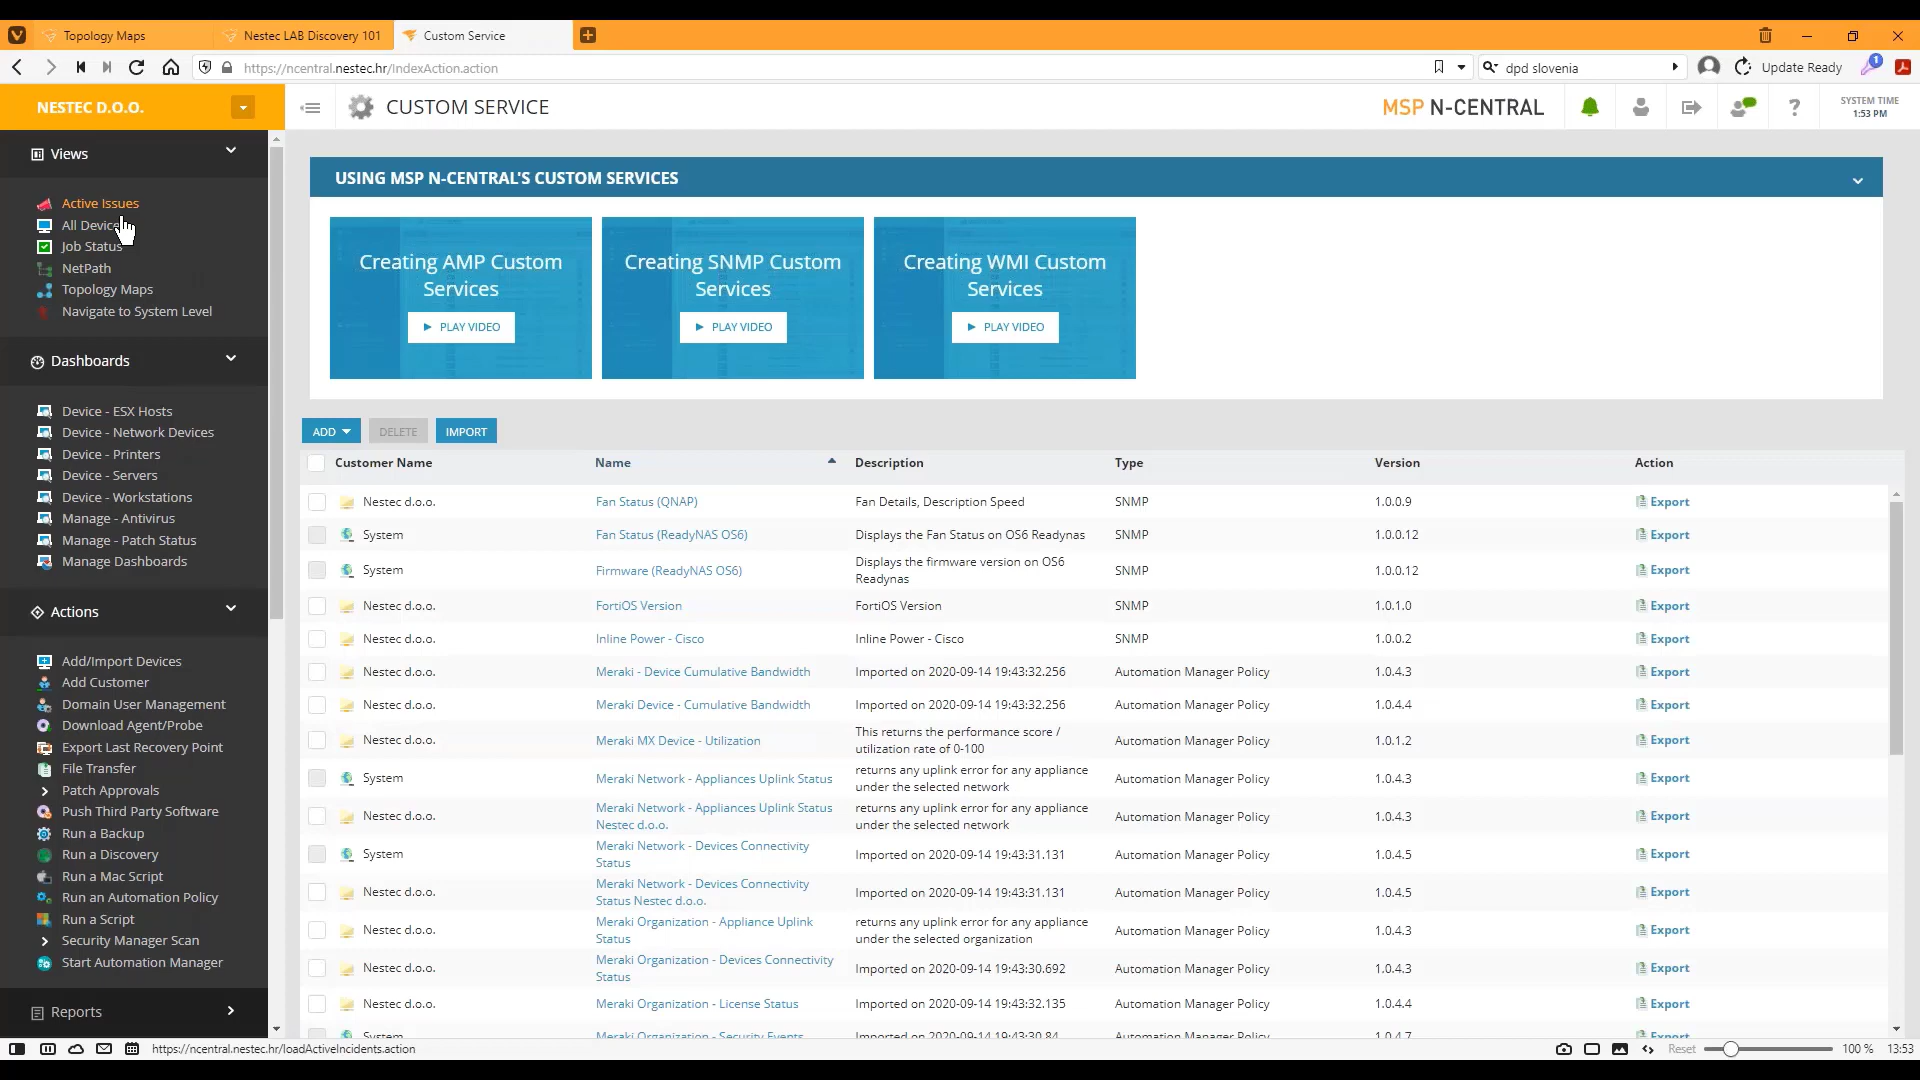 Topology Maps
Nestec LAB Discovery 101
Custom Service
https://ncentral.nestec.hr/IndexAction.action
dpd slovenia
Update Ready
1
NESTEC D.O.O.
CUSTOM SERVICE
MSP N-CENTRAL
?
SYSTEM TIME
1:53 PM
Views
Active Issues
All Device
Job Status
NetPath
Topology Maps
Navigate to System Level
Dashboards
Device - ESX Hosts
Device - Network Devices
Device - Printers
Device - Servers
Device - Workstations
Manage - Antivirus
Manage - Patch Status
Manage Dashboards
Actions
Add/Import Devices
Add Customer
Domain User Management
Download Agent/Probe
Export Last Recovery Point
File Transfer
Patch Approvals
Push Third Party Software
Run a Backup
Run a Discovery
Run a Mac Script
Run an Automation Policy
Run a Script
Security Manager Scan
Start Automation Manager
Reports
USING MSP N-CENTRAL'S CUSTOM SERVICES
Creating AMP Custom
Services
PLAY VIDEO
Creating SNMP Custom
Services
PLAY VIDEO
Creating WMI Custom
Services
PLAY VIDEO
ADD
DELETE
IMPORT
Customer Name Name Description Type Version Action
Nestec d.o.o. Fan Status (QNAP) Fan Details, Description Speed SNMP 1.0.0.9 Export
System Fan Status (ReadyNAS OS6) Displays the Fan Status on OS6 Readynas SNMP 1.0.0.12 Export
System Firmware (ReadyNAS OS6) Displays the firmware version on OS6
Readynas SNMP 1.0.0.12 Export
Nestec d.o.o. FortiOS Version FortiOS Version SNMP 1.0.1.0 Export
Nestec d.o.o. Inline Power - Cisco Inline Power - Cisco SNMP 1.0.0.2 Export
Nestec d.o.o. Meraki - Device Cumulative Bandwidth Imported on 2020-09-14 19:43:32.256 Automation Manager Policy 1.0.4.3 Export
Nestec d.o.o. Meraki Device - Cumulative Bandwidth Imported on 2020-09-14 19:43:32.256 Automation Manager Policy 1.0.4.4 Export
Nestec d.o.o. Meraki MX Device - Utilization This returns the performance score /
utilization rate of 0-100 Automation Manager Policy 1.0.1.2 Export
System Meraki Network - Appliances Uplink Status returns any uplink error for any appliance
under the selected network Automation Manager Policy 1.0.4.3 Export
Nestec d.o.o. Meraki Network - Appliances Uplink Status
Nestec d.o.o. returns any uplink error for any appliance
under the selected network Automation Manager Policy 1.0.4.3 Export
System Meraki Network - Devices Connectivity
Status Imported on 2020-09-14 19:43:31.131 Automation Manager Policy 1.0.4.5 Export
Nestec d.o.o. Meraki Network - Devices Connectivity
Status Nestec d.o.o. Imported on 2020-09-14 19:43:31.131 Automation Manager Policy 1.0.4.5 Export
Nestec d.o.o. Meraki Organization - Appliance Uplink
Status returns any uplink error for any appliance
under the selected organization Automation Manager Policy 1.0.4.3 Export
Nestec d.o.o. Meraki Organization - Devices Connectivity
Status Imported on 2020-09-14 19:43:30.692 Automation Manager Policy 1.0.4.3 Export
Nestec d.o.o. Meraki Organization - License Status Imported on 2020-09-14 19:43:32.135 Automation Manager Policy 1.0.4.4 Export
System Meraki Organization - Security Events Imported on 2020-09-14 19:43:30.84 Automation Manager Policy 1.0.4.7 Export
https://ncentral.nestec.hr/loadActiveIncidents.action
Reset
100 %
13:53